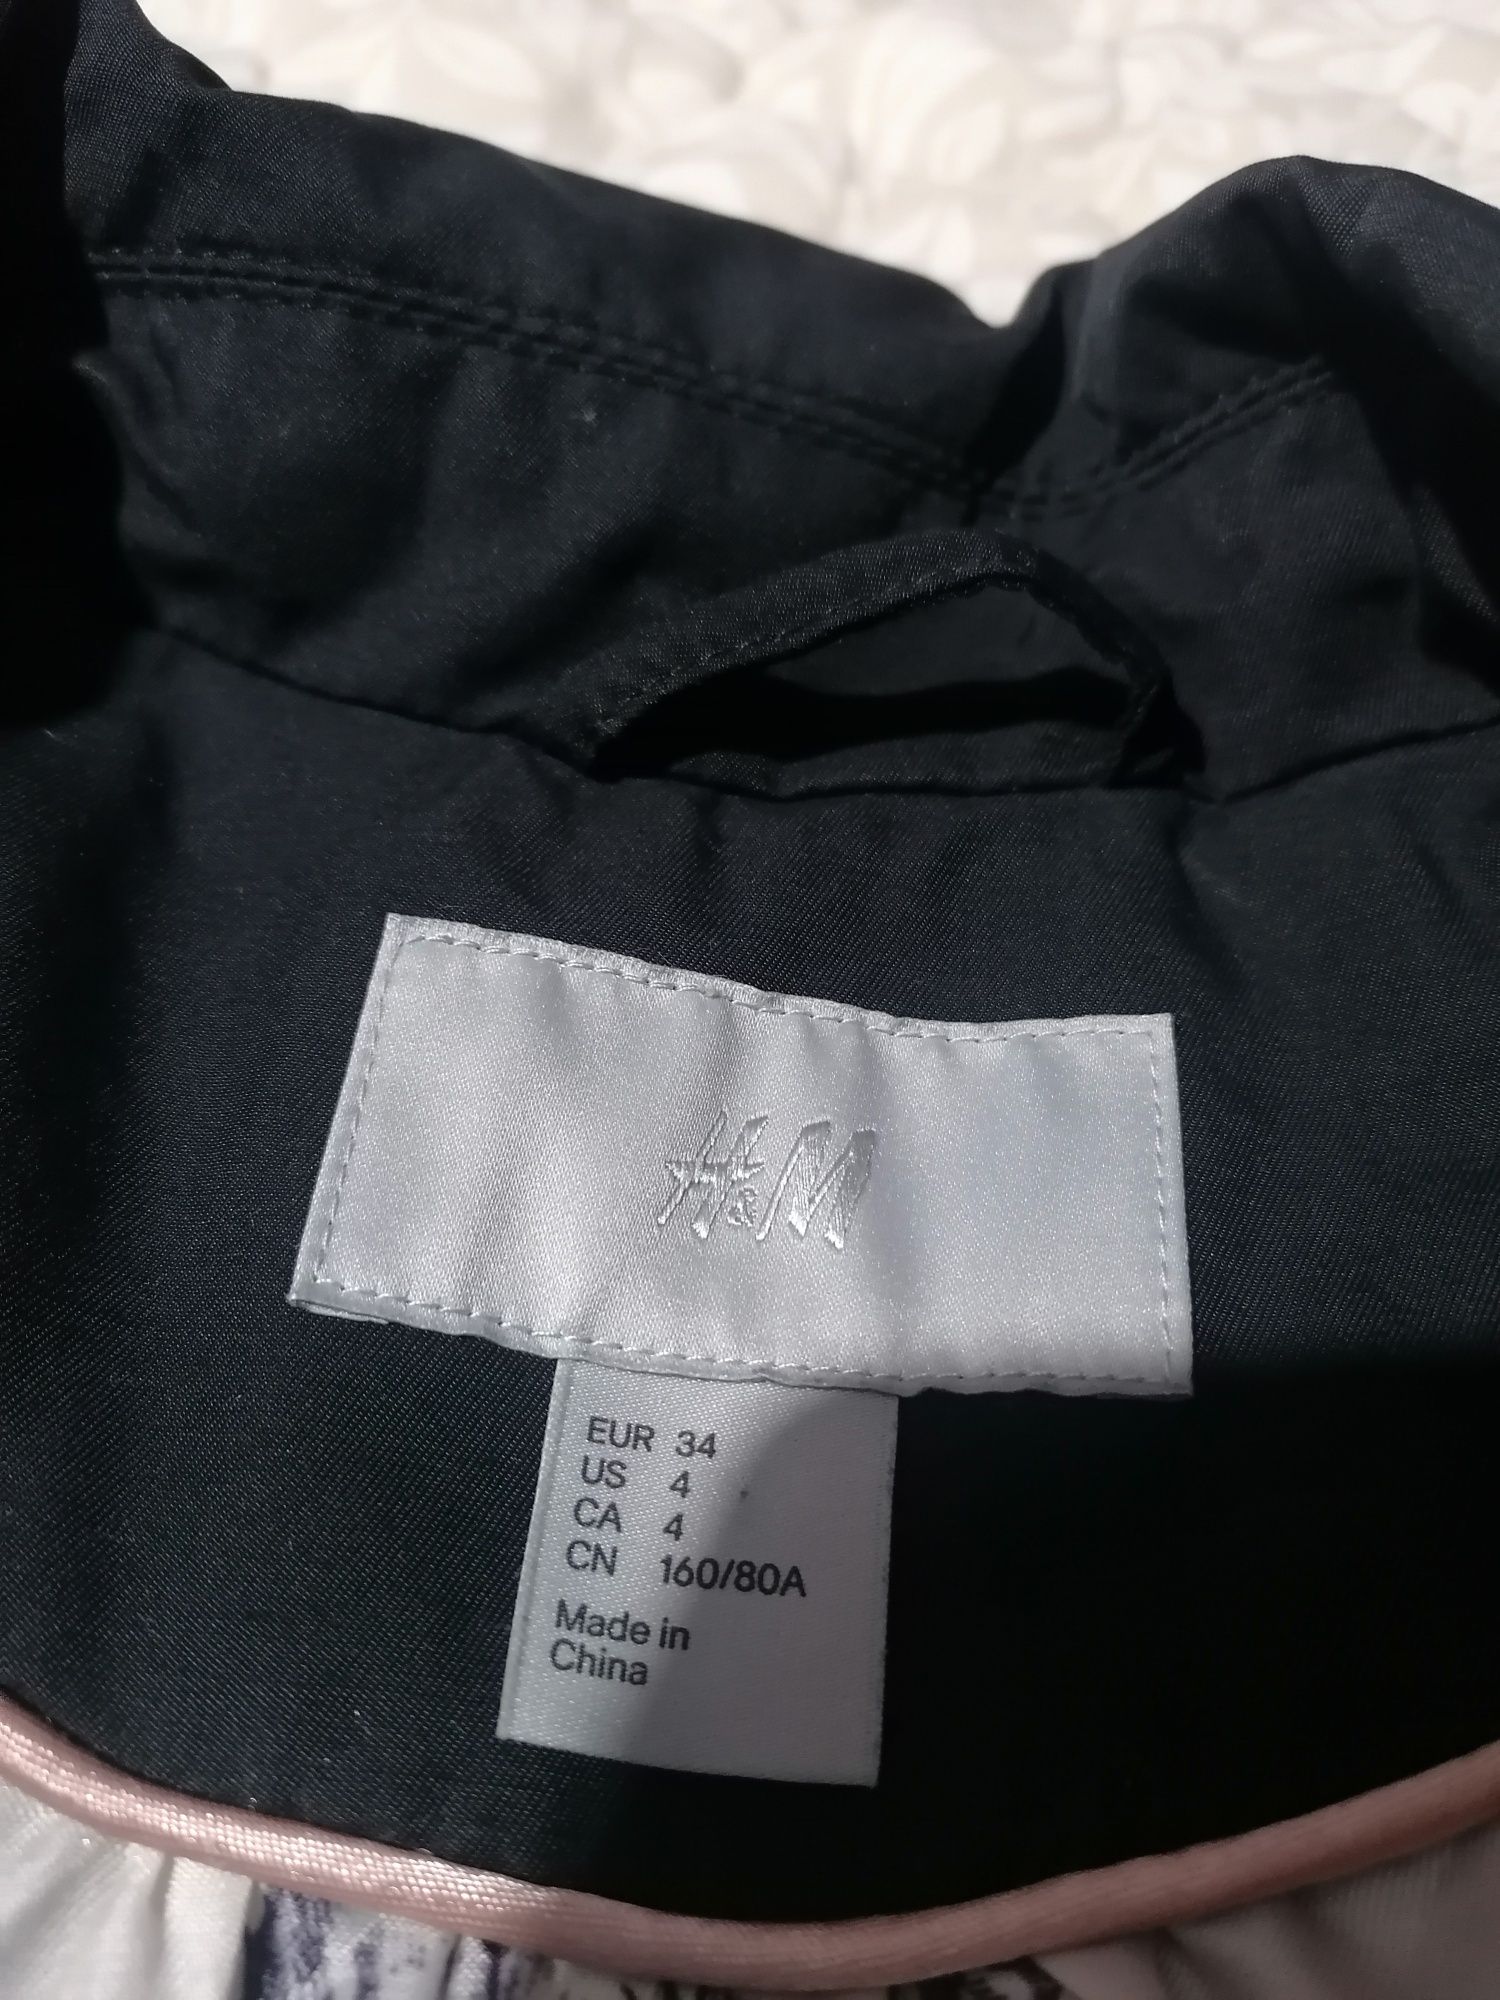 H&M
EUR 34
US 4
CA 4
CN 160/80A
Made in
China